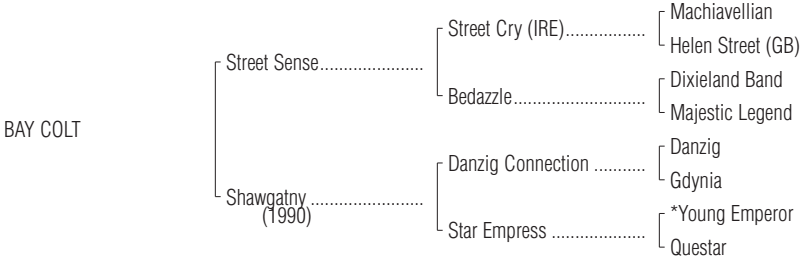 Machiavellian
Street Cry (IRE).................
Helen Street (GB)
Street Sense......................
Dixieland Band
Bedazzle............................
Majestic Legend
BAY COLT
Danzig
Danzig Connection ...........
Gdynia
Shawgatny ........................
(1990)
*Young Emperor
Star Empress ....................
Questar